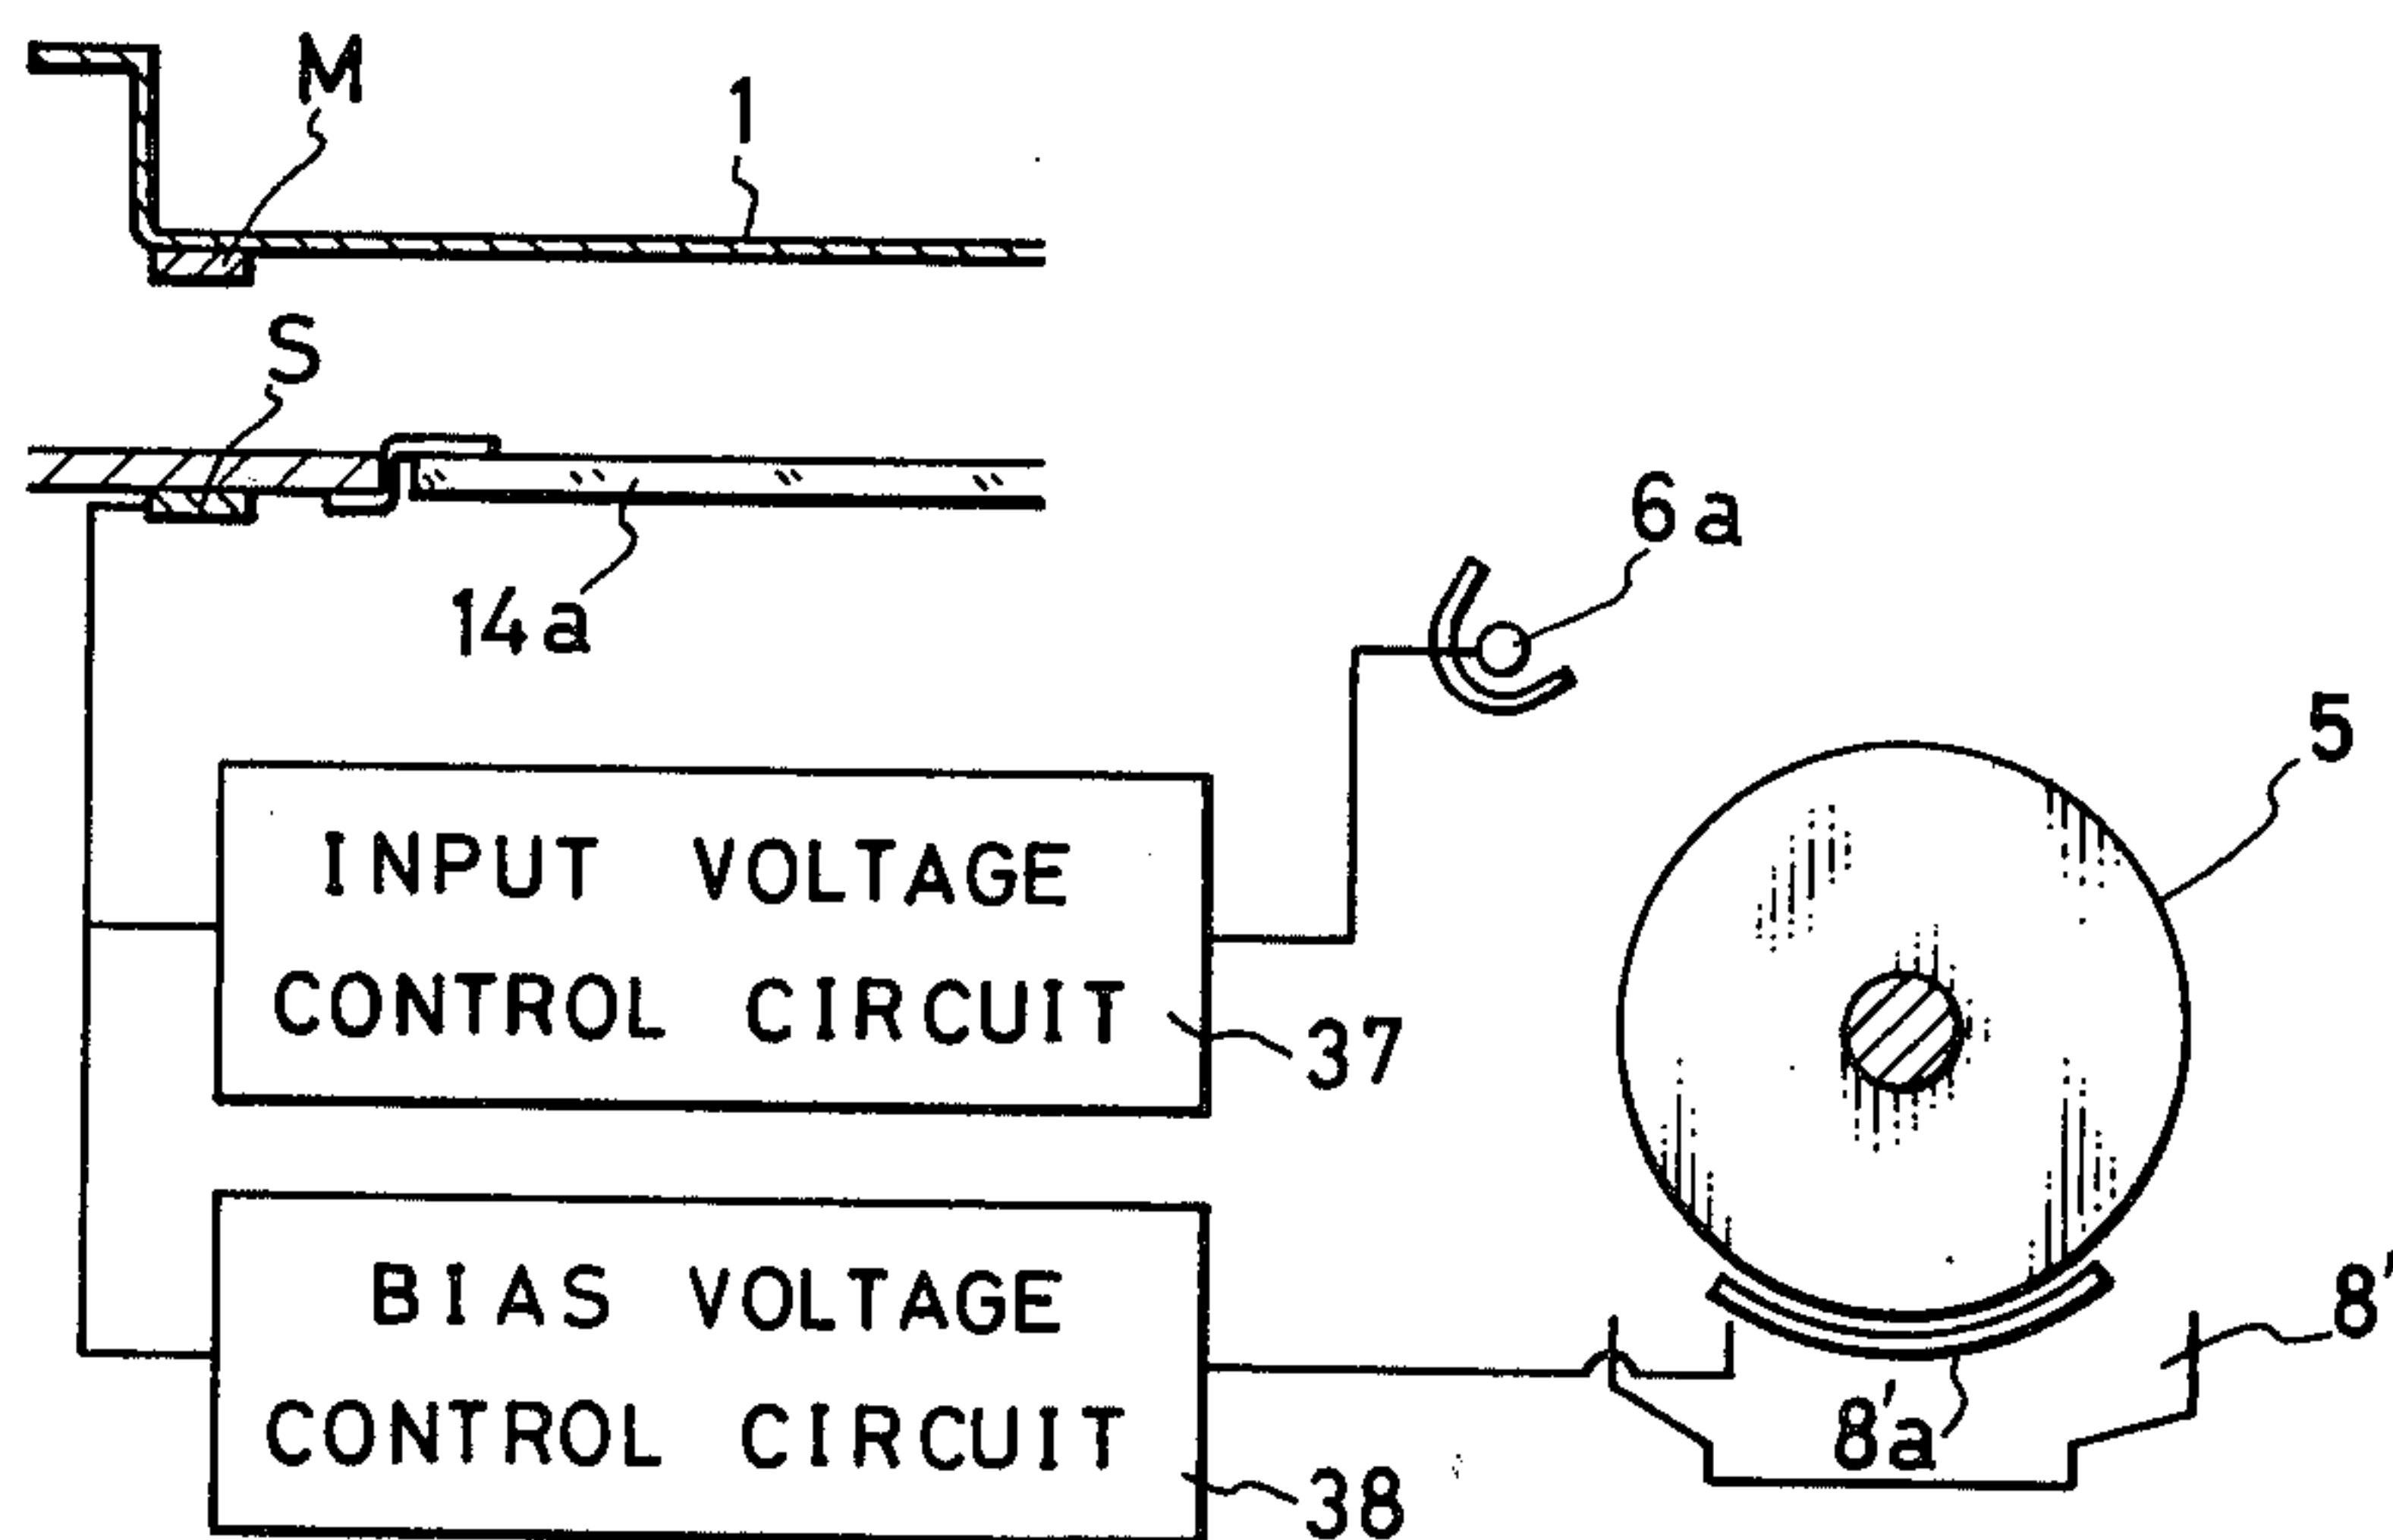 M
1
S
14a
6a
5
INPUT VOLTAGE
CONTROL CIRCUIT
37
BIAS VOLTAGE
CONTROL CIRCUIT
38
8'
8'a